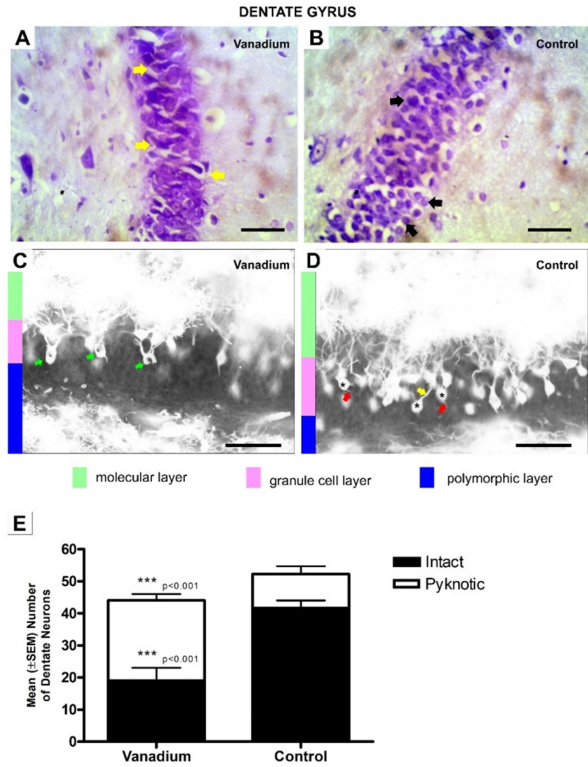 DENTATE GYRUS
A Vanadium
B Control
C Vanadium
D Control
* * *
molecular layer
granule cell layer
polymorphic layer
E
Mean (±SEM) Number
of Dentate Neurons
60
50
40
30
20
10
0
*** p<0.001
*** p<0.001
Vanadium
Control
Intact
Pyknotic